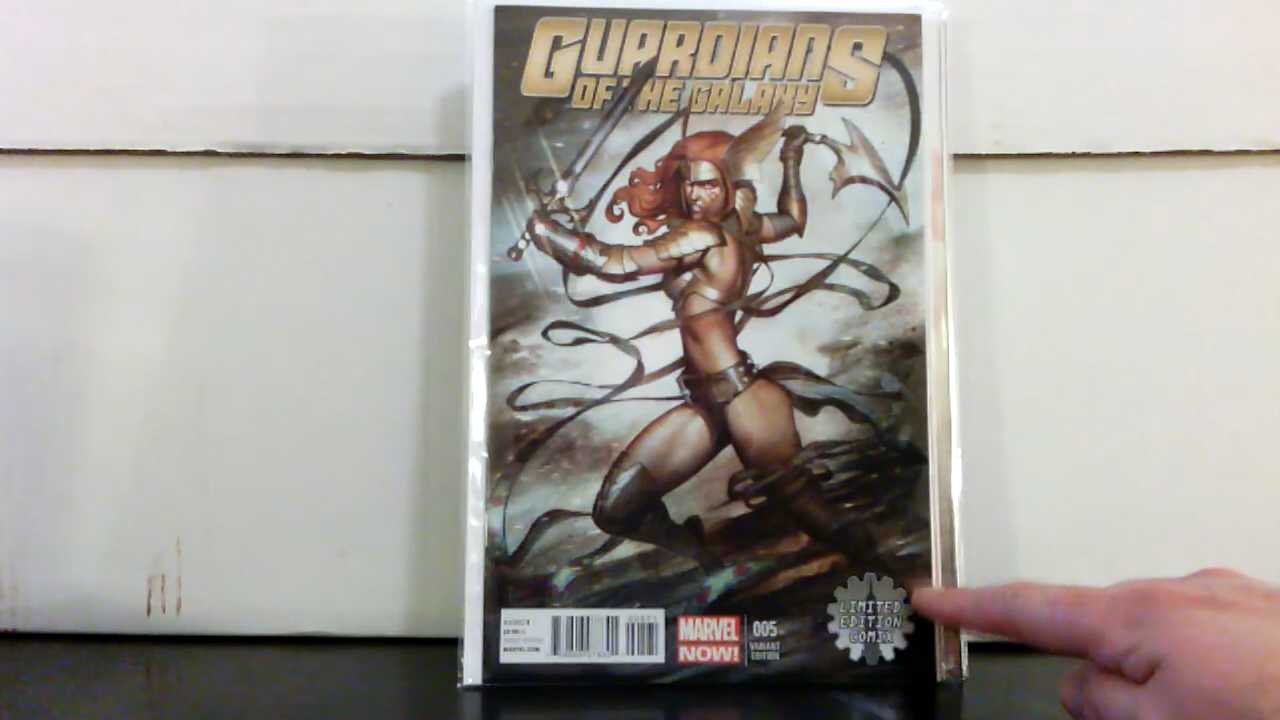 GUARDIANS
OF THE GALAXY
MARVEL
NOW!
005
VARIANT
EDITION
LIMITED
EDITION
COMIX